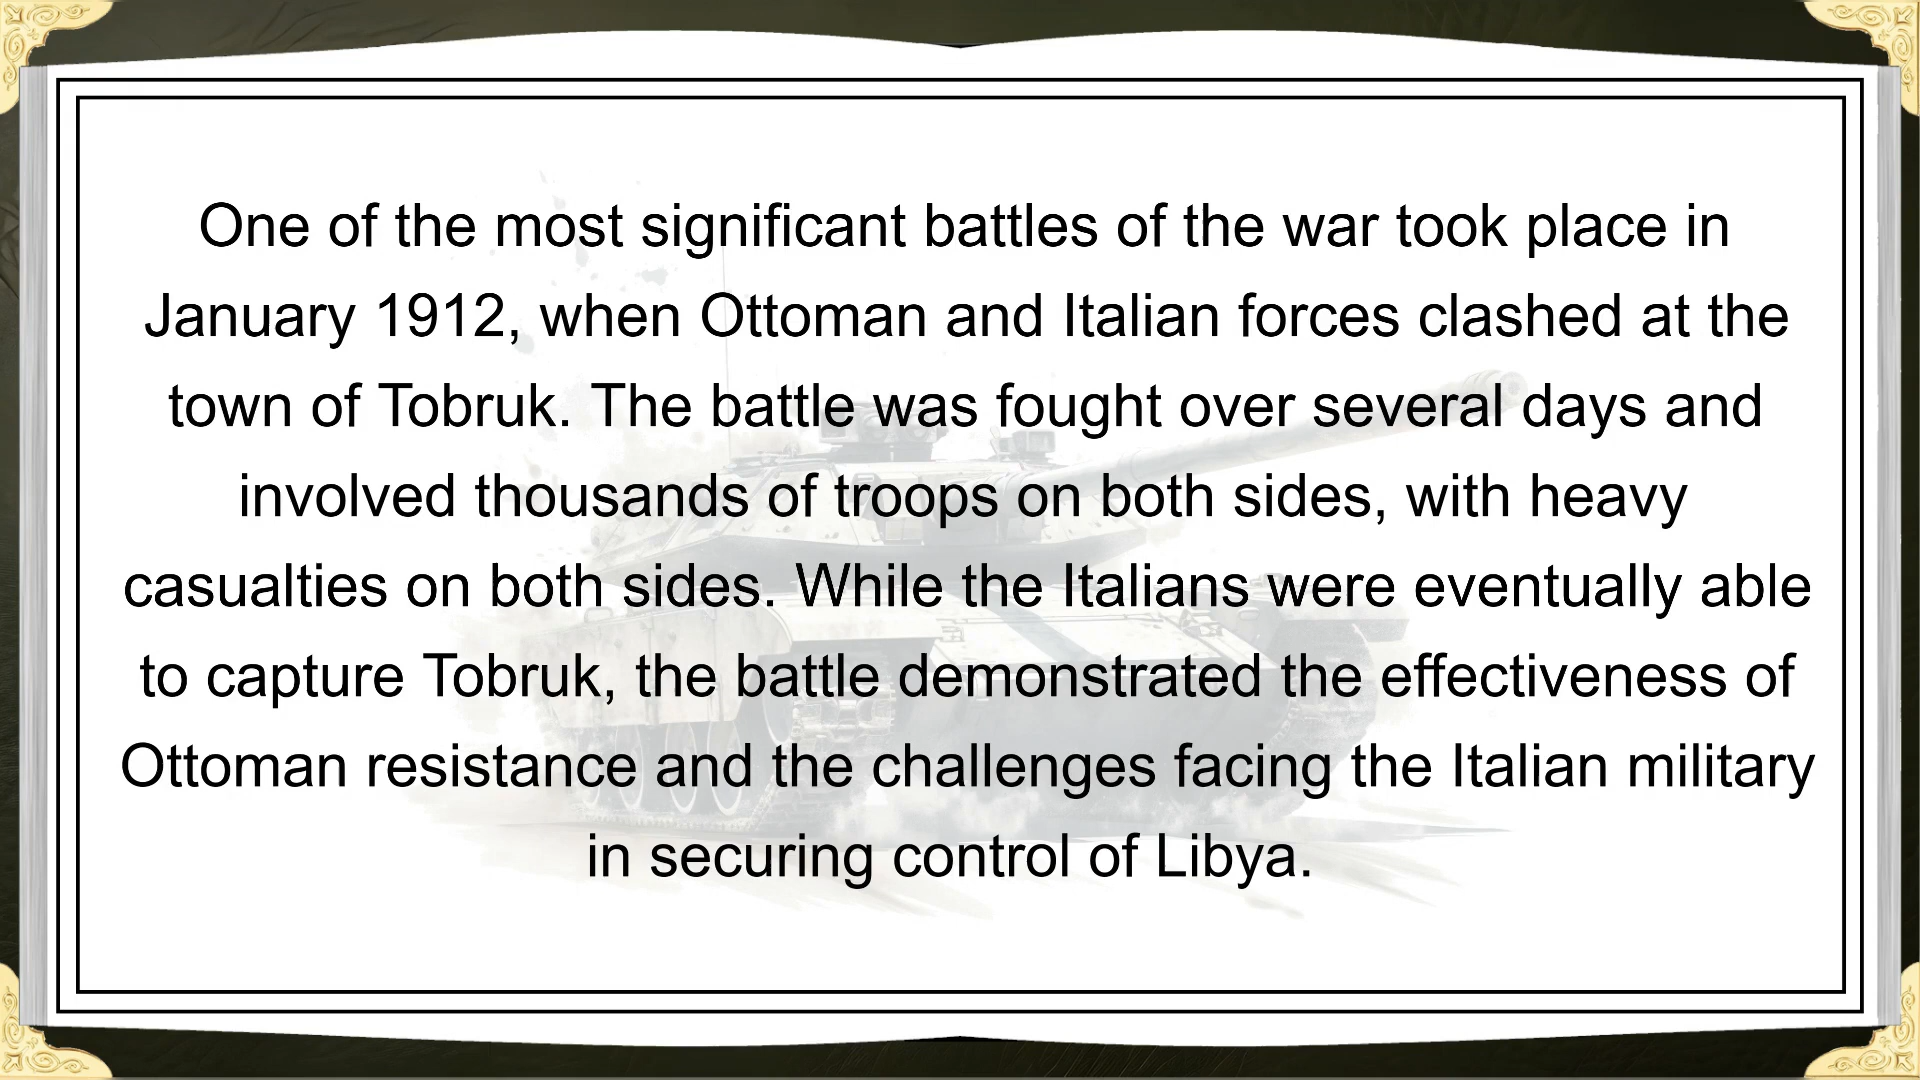 One of the most significant battles of the war took place in
January 1912, when Ottoman and Italian forces clashed at the
town of Tobruk. The battle was fought over several days and
involved thousands of troops on both sides, with heavy
casualties on both sides. While the Italians were eventually able
to capture Tobruk, the battle demonstrated the effectiveness of
Ottoman resistance and the challenges facing the Italian military
in securing control of Libya.